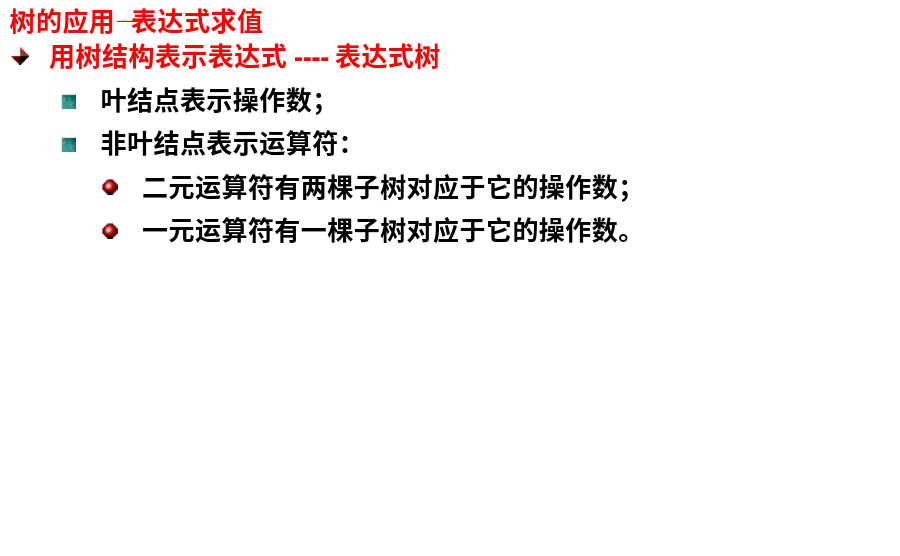 树的应用—表达式求值
用树结构表示表达式 ---- 表达式树
叶结点表示操作数；
非叶结点表示运算符：
二元运算符有两棵子树对应于它的操作数；
一元运算符有一棵子树对应于它的操作数。